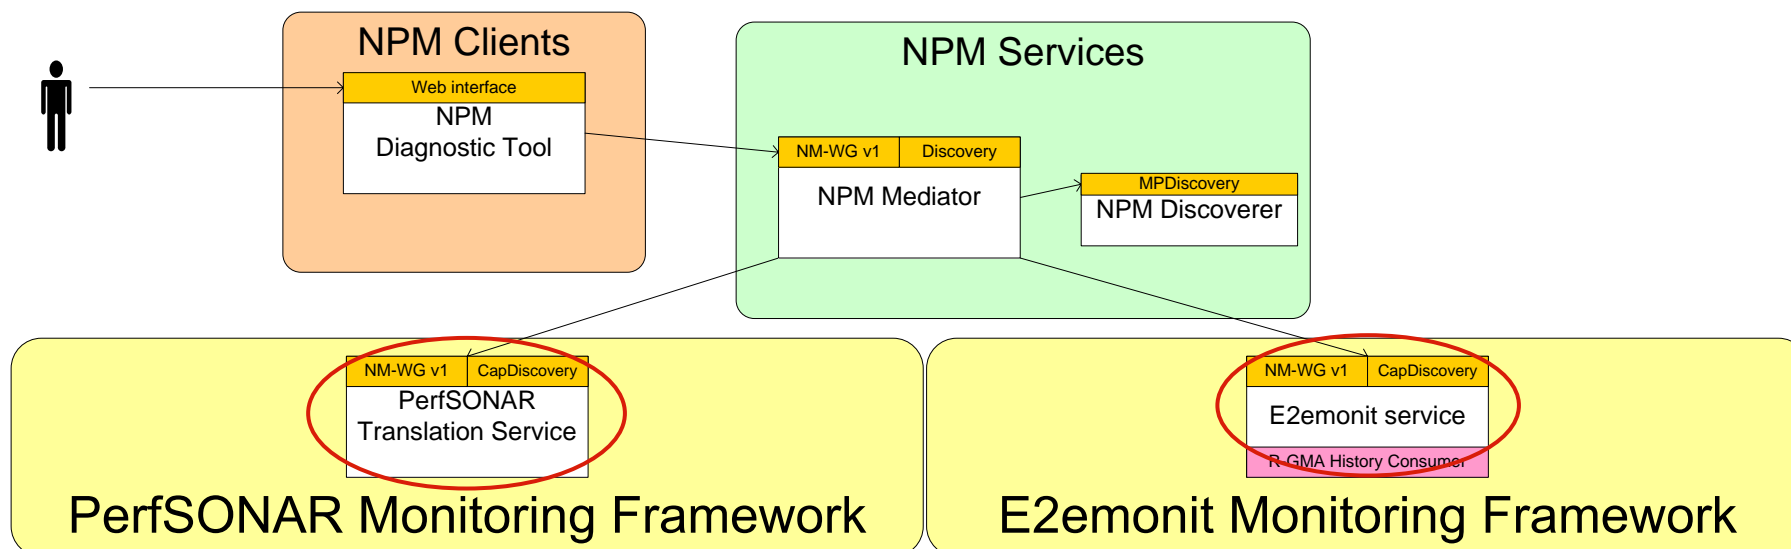 NPM Clients
Web interface
NPM
Diagnostic Tool
NPM Services
NM-WG v1 Discovery
NPM Mediator
MPDiscovery
NPM Discoverer
NM-WG v1 CapDiscovery
PerfSONAR
Translation Service
PerfSONAR Monitoring Framework
NM-WG v1 CapDiscovery
E2emonit service
R-GMA History Consumer
E2emonit Monitoring Framework